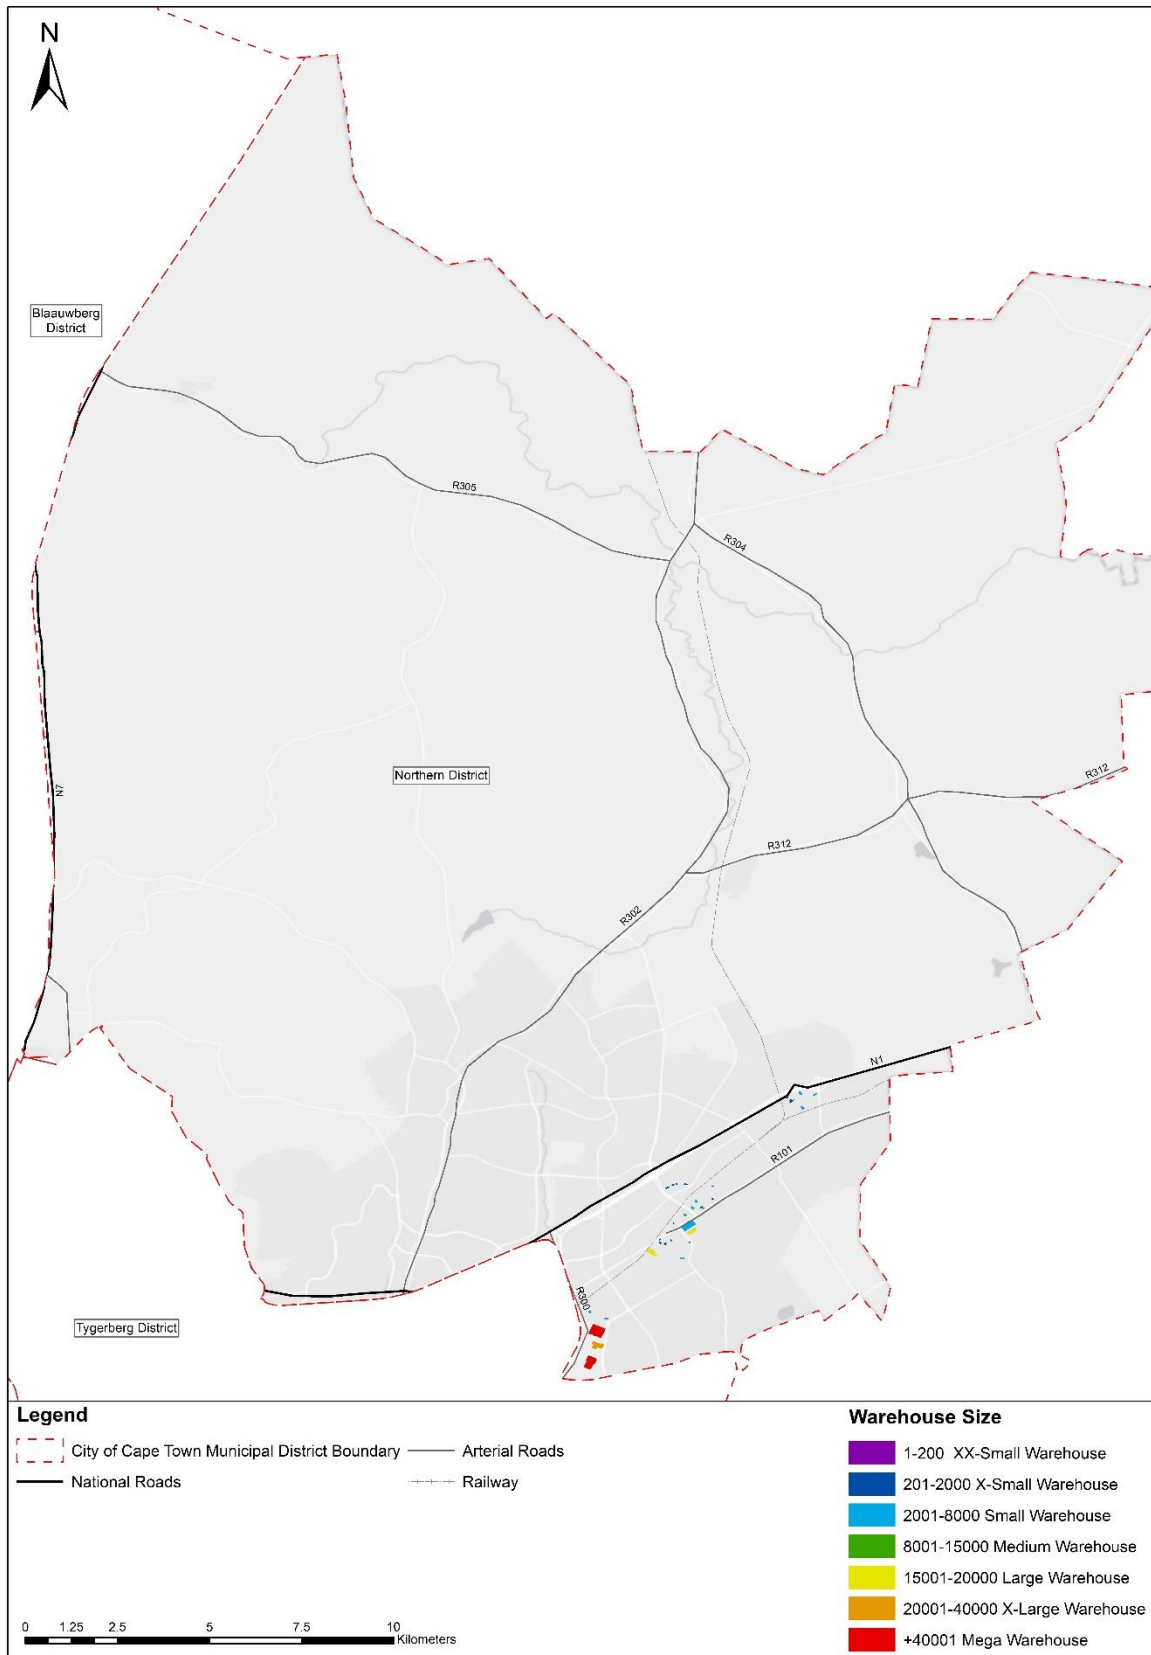 N
Blaauwberg
District
R305
R304
N7
Northern District
R312
R312
R302
N1
R101
R300
Tygerberg District
Legend
City of Cape Town Municipal District Boundary
Arterial Roads
National Roads
Railway
Warehouse Size
1-200 XX-Small Warehouse
201-2000 X-Small Warehouse
2001-8000 Small Warehouse
8001-15000 Medium Warehouse
15001-20000 Large Warehouse
20001-40000 X-Large Warehouse
+40001 Mega Warehouse
0 1.25 2.5 5 7.5 10
Kilometers